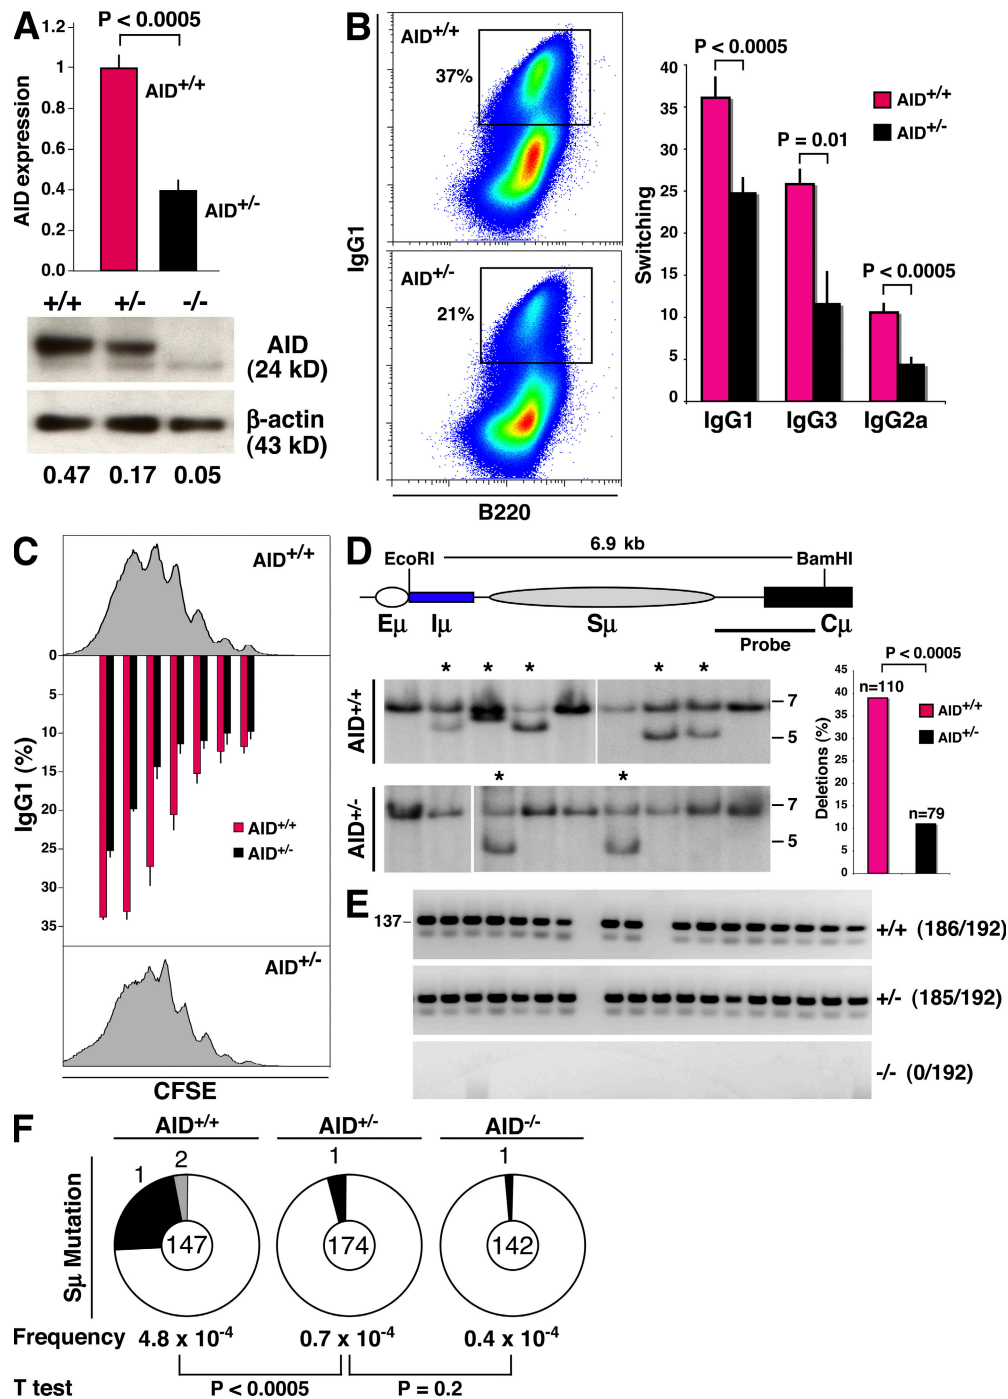 A
P < 0.0005
AID expression
1.2
1
0.8
0.6
0.4
0.2
0.0
AID+/+
AID+/-
+/+ +/- -/-
AID
(24 kD)
β-actin
(43 kD)
0.47 0.17 0.05
B
AID+/+
37%
AID+/-
21%
IgG1
B220
P < 0.0005
AID+/+
AID+/-
P = 0.01
P < 0.0005
Switching
40
35
30
25
20
15
10
5
0
IgG1 IgG3 IgG2a
C
AID+/+
0
5
10
15
20
25
30
35
IgG1 (%)
AID+/+
AID+/-
AID+/-
CFSE
D
6.9 kb
EcoRI BamHI
Eμ Iμ Sμ Cμ
Probe
* * * * *
AID+/+
7
5
* *
AID+/-
7
5
P < 0.0005
Deletions (%)
45
40
35
30
25
20
15
10
5
0
n=110
n=79
AID+/+
AID+/-
E
137
+/+ (186/192)
+/- (185/192)
-/- (0/192)
F
AID+/+ AID+/- AID-/-
Sμ Mutation
1 2 1 1
147 174 142
Frequency 4.8 x 10-4 0.7 x 10-4 0.4 x 10-4
T test P < 0.0005 P = 0.2